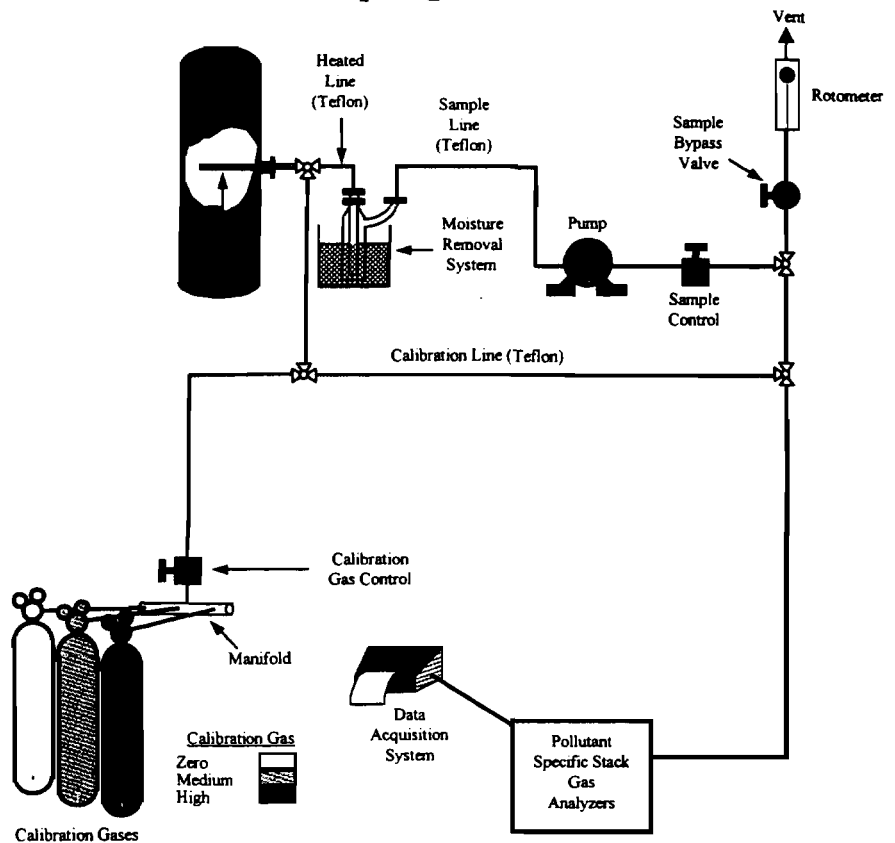 Vent
Heated
Line
(Teflon)
Rotometer
Sample
Line
(Teflon)
Sample
Bypass
Valve
Moisture
Removal
System
Pump
Sample
Control
Calibration Line (Teflon)
Calibration
Gas Control
Manifold
Data
Acquisition
System
Calibration Gas
Zero
Medium
High
Pollutant
Specific Stack
Gas
Analyzers
Calibration Gases